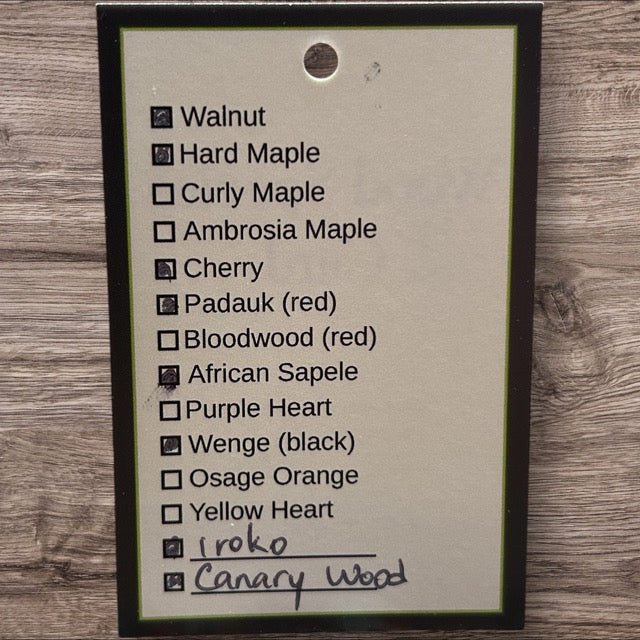 Walnut
Hard Maple
Curly Maple
Ambrosia Maple
Cherry
Padauk (red)
Bloodwood (red)
African Sapele
Purple Heart
Wenge (black)
Osage Orange
Yellow Heart
iroko
Canary Wood